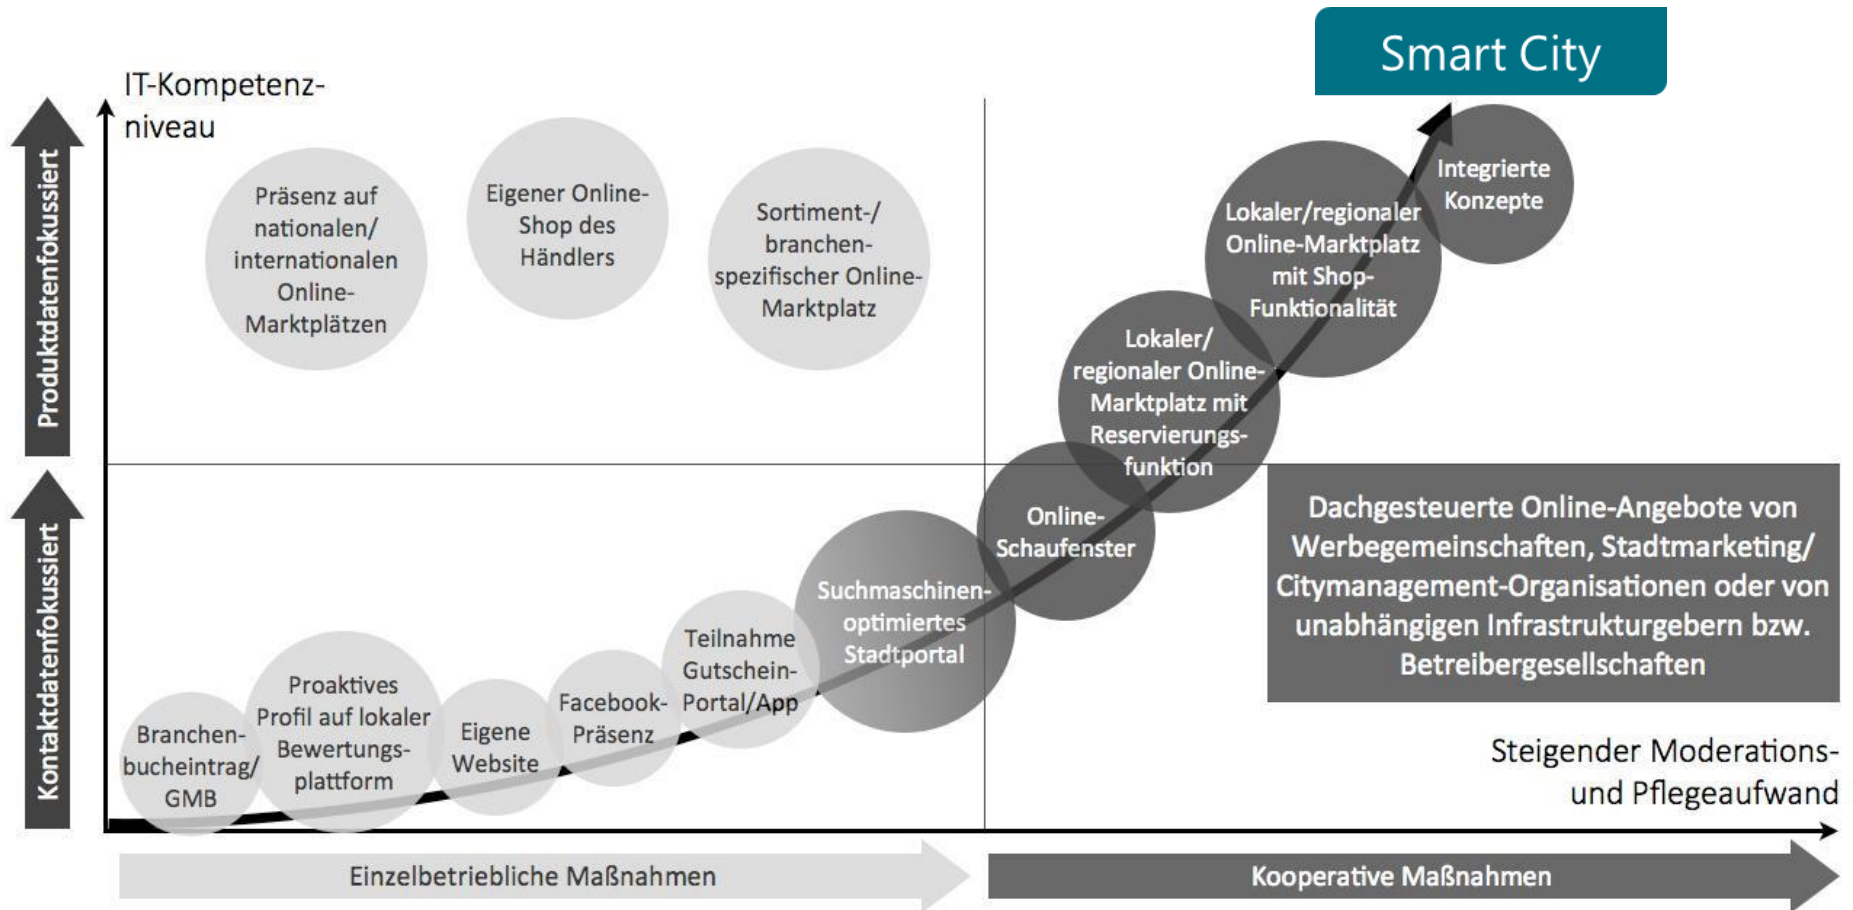 Smart City
IT-Kompetenz-
niveau
Produktdatenfokussiert
Präsenz auf
nationalen/
internationalen
Online-
Marktplätzen
Eigener Online-
Shop des
Händlers
Sortiment-/
branchen-
spezifischer Online-
Marktplatz
Integrierte
Konzepte
Lokaler/regionaler
Online-Marktplatz
mit Shop-
Funktionalität
Lokaler/
regionaler Online-
Marktplatz mit
Reservierungs-
funktion
Kontaktdatenfokussiert
Branchen-
bucheintrag/
GMB
Proaktives
Profil auf lokaler
Bewertungs-
plattform
Eigene
Website
Facebook-
Präsenz
Teilnahme
Gutschein-
Portal/App
Suchmaschinen-
optimiertes
Stadtportal
Online-
Schaufenster
Dachgesteuerte Online-Angebote von
Werbegemeinschaften, Stadtmarketing/
Citymanagement-Organisationen oder von
unabhängigen Infrastrukturgebern bzw.
Betreibergesellschaften
Steigender Moderations-
und Pflegeaufwand
Einzelbetriebliche Maßnahmen
Kooperative Maßnahmen